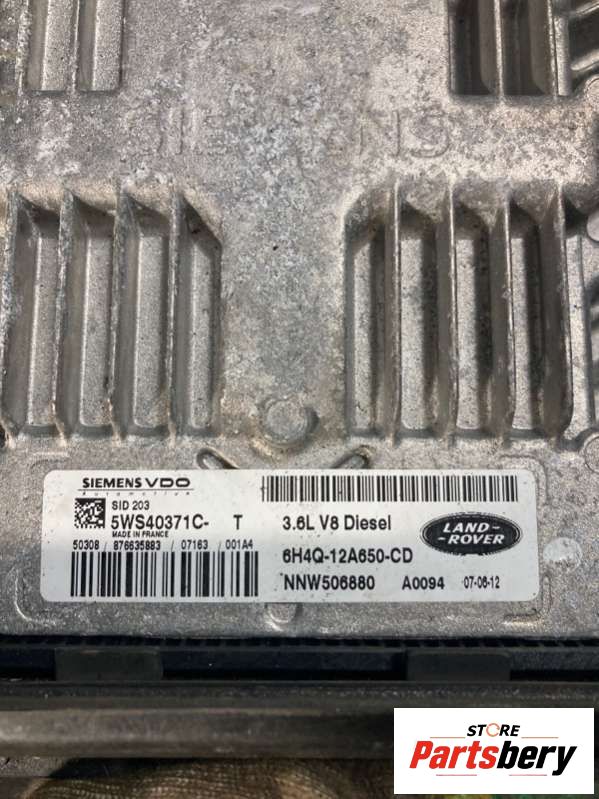 SIEMENS
SIEMENS VDO
Automotive
SID 203
5WS40371C- T
MADE IN FRANCE
50308 / 876635883 / 07163 / 001A4
3.6L V8 Diesel
LAND-
ROVER
6H4Q-12A650-CD
NNW506880 A0094 07-06-12
STORE
Partsbery